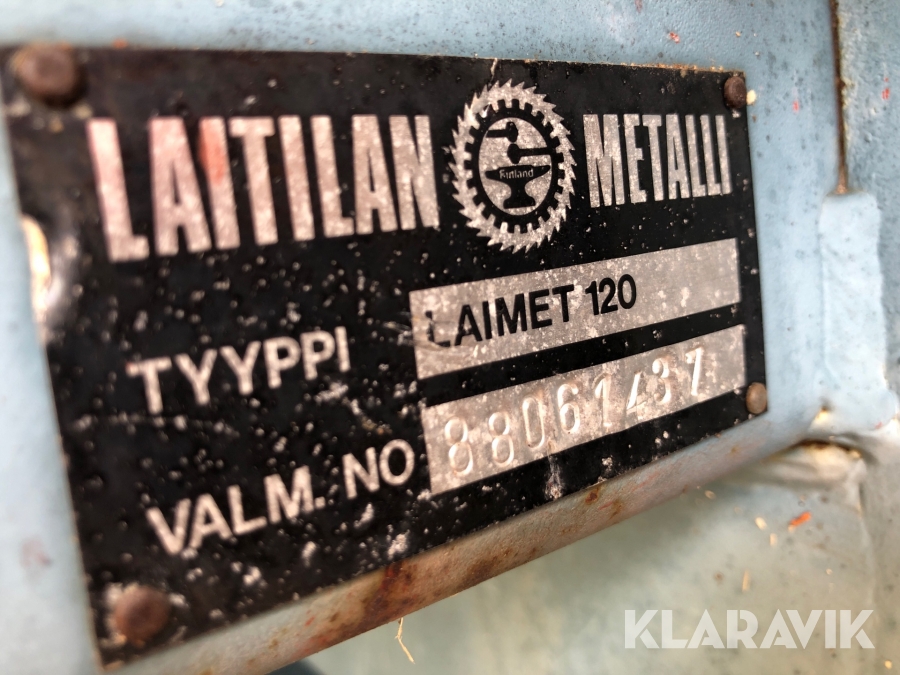 LAITILAN Finland METALLI
TYYPPI LAIMET 120
VALM. NO 88061437
KLARAVIK